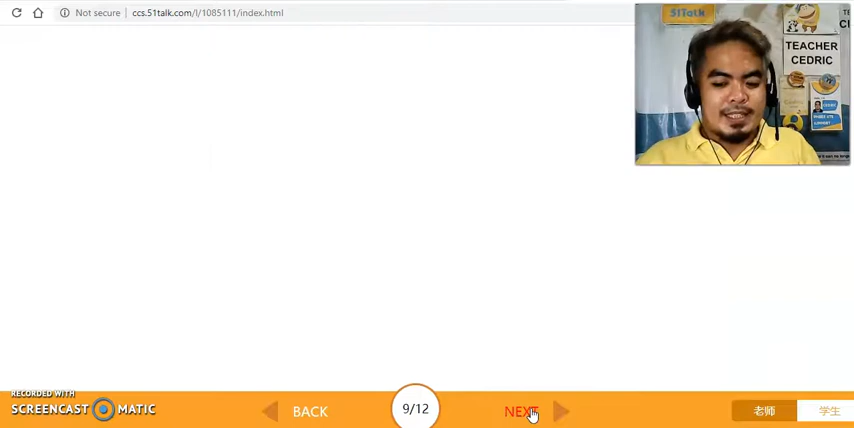 Not secure | ccs.51talk.com/l/1085111/index.html
51Talk
TEACHER
CEDRIC
RECORDED WITH
SCREENCAST MATIC
BACK
9/12
NEXT
老师
学生